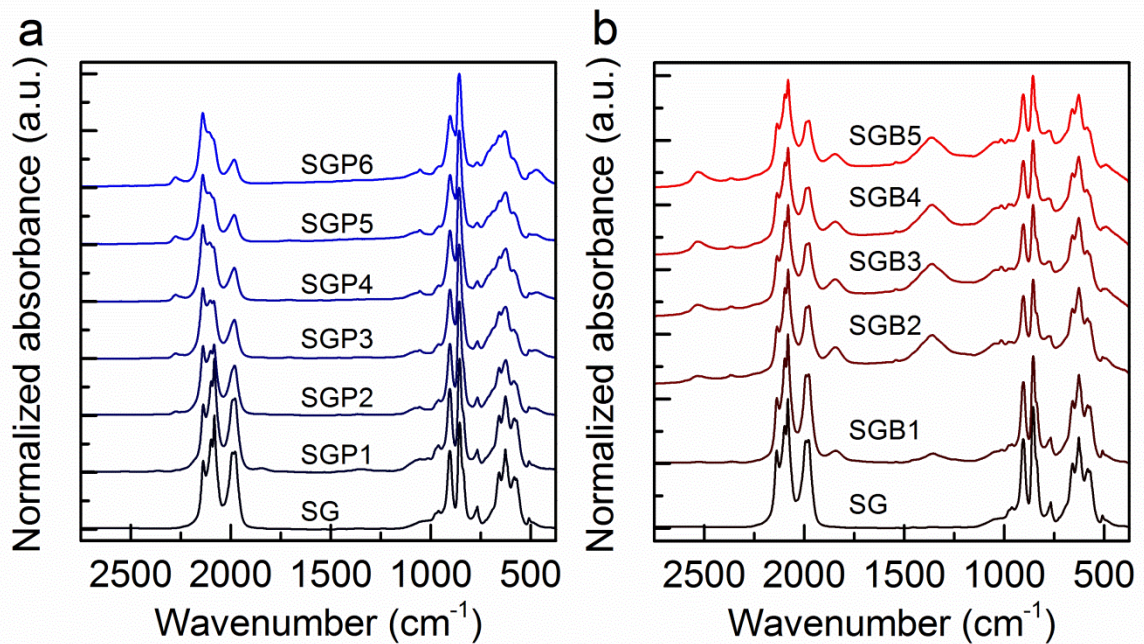 a
Normalized absorbance (a.u.)
SGP6
SGP5
SGP4
SGP3
SGP2
SGP1
SG
2500 2000 1500 1000 500
Wavenumber (cm⁻¹)
b
Normalized absorbance (a.u.)
SGB5
SGB4
SGB3
SGB2
SGB1
SG
2500 2000 1500 1000 500
Wavenumber (cm⁻¹)